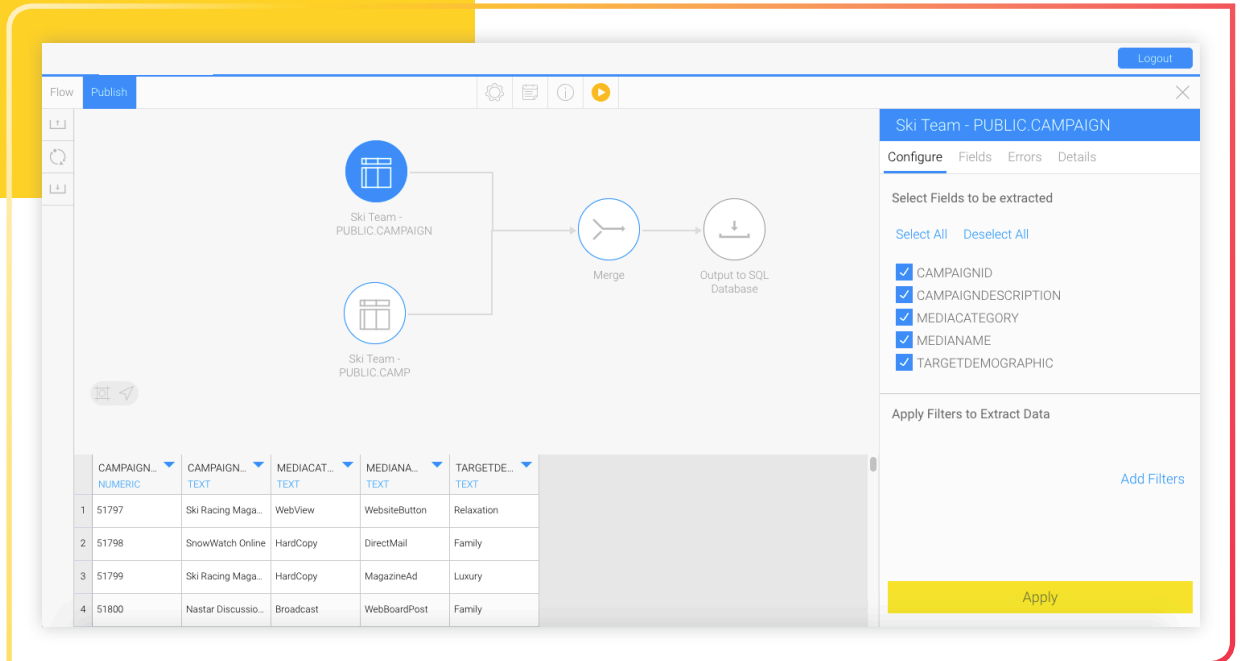 Logout
Flow
Publish
Ski Team - PUBLIC.CAMPAIGN
Configure Fields Errors Details
Ski Team -
PUBLIC.CAMPAIGN
Merge
Output to SQL
Database
Ski Team -
PUBLIC.CAMP
Select Fields to be extracted
Select All Deselect All
CAMPAIGNID
CAMPAIGNDESCRIPTION
MEDIACATEGORY
MEDIANAME
TARGETDEMOGRAPHIC
Apply Filters to Extract Data
Add Filters
Apply
CAMPAIGN... CAMPAIGN... MEDIACAT... MEDIANA... TARGETDE...
NUMERIC TEXT TEXT TEXT TEXT
1 51797 Ski Racing Maga... WebView WebsiteButton Relaxation
2 51798 SnowWatch Online HardCopy DirectMail Family
3 51799 Ski Racing Maga... HardCopy MagazineAd Luxury
4 51800 Nastar Discussio... Broadcast WebBoardPost Family